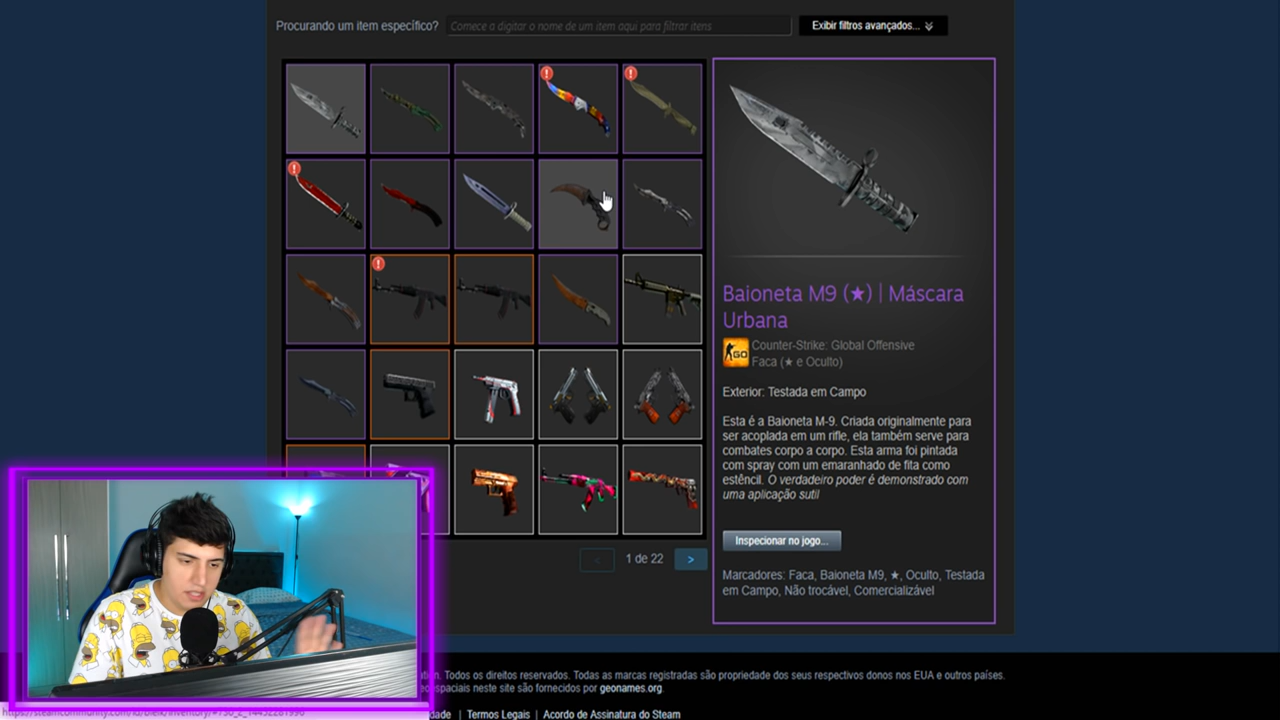 Procurando um item específico?
Comece a digitar o nome de um item aqui para filtrar itens
Exibir filtros avançados...
Baioneta M9 (★) | Máscara
Urbana
GO
Counter-Strike: Global Offensive
Faca (★ e Oculto)
Exterior: Testada em Campo
Esta é a Baioneta M-9. Criada originalmente para
ser acoplada em um rifle, ela também serve para
combates corpo a corpo. Esta arma foi pintada
com spray com um emaranhado de fita como
estêncil. O verdadeiro poder é demonstrado com
uma aplicação sutil
Inspecionar no jogo...
Marcadores: Faca, Baioneta M9, ★, Oculto, Testada
em Campo, Não trocável, Comercializável
<
1 de 22
>
Todos os direitos reservados. Todas as marcas registradas são propriedade dos seus respectivos donos nos EUA e outros países.
neste site são fornecidos por geonames.org.
| Termos Legais | Acordo de Assinatura do Steam